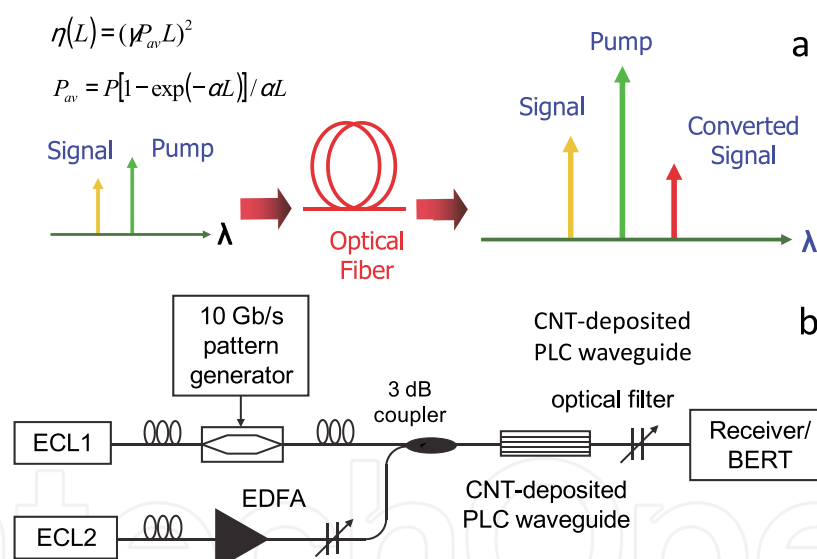 η(L) = (γP_av L)²
P_av = P[1 − exp(−αL)]/αL
a
Signal
Pump
λ
Optical
Fiber
Pump
Signal
Converted
Signal
λ
b
10 Gb/s
pattern
generator
CNT-deposited
PLC waveguide
3 dB
coupler
optical filter
ECL1
Receiver/
BERT
EDFA
CNT-deposited
PLC waveguide
ECL2